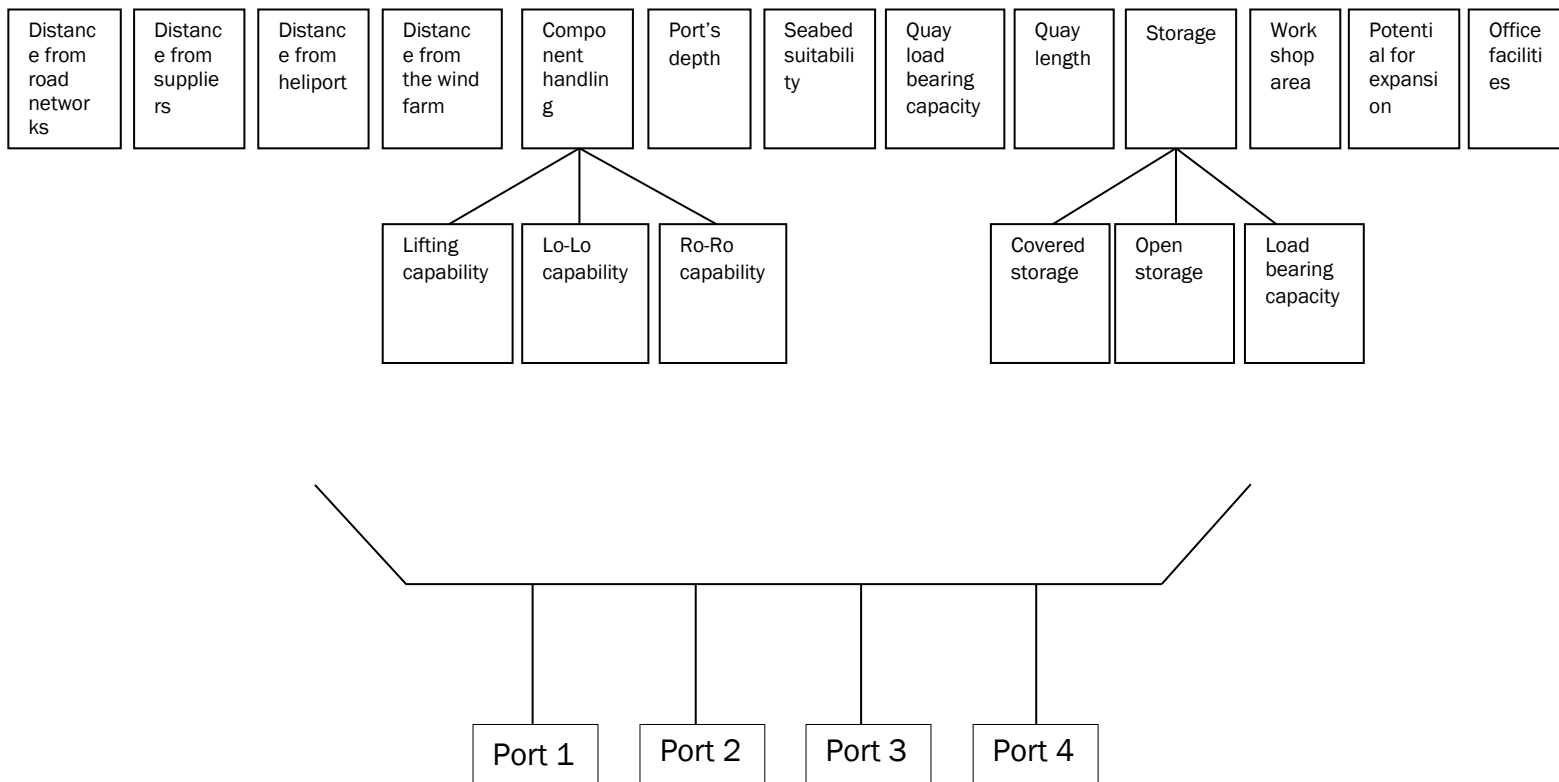 Distanc
e from
road
networ
ks
Distanc
e from
supplie
rs
Distanc
e from
heliport
Distanc
e from
the wind
farm
Compo
nent
handlin
g
Port's
depth
Seabed
suitabili
ty
Quay
load
bearing
capacity
Quay
length
Storage
Work
shop
area
Potenti
al for
expansi
on
Office
faciliti
es
Lifting
capability
Lo-Lo
capability
Ro-Ro
capability
Covered
storage
Open
storage
Load
bearing
capacity
Port 1
Port 2
Port 3
Port 4